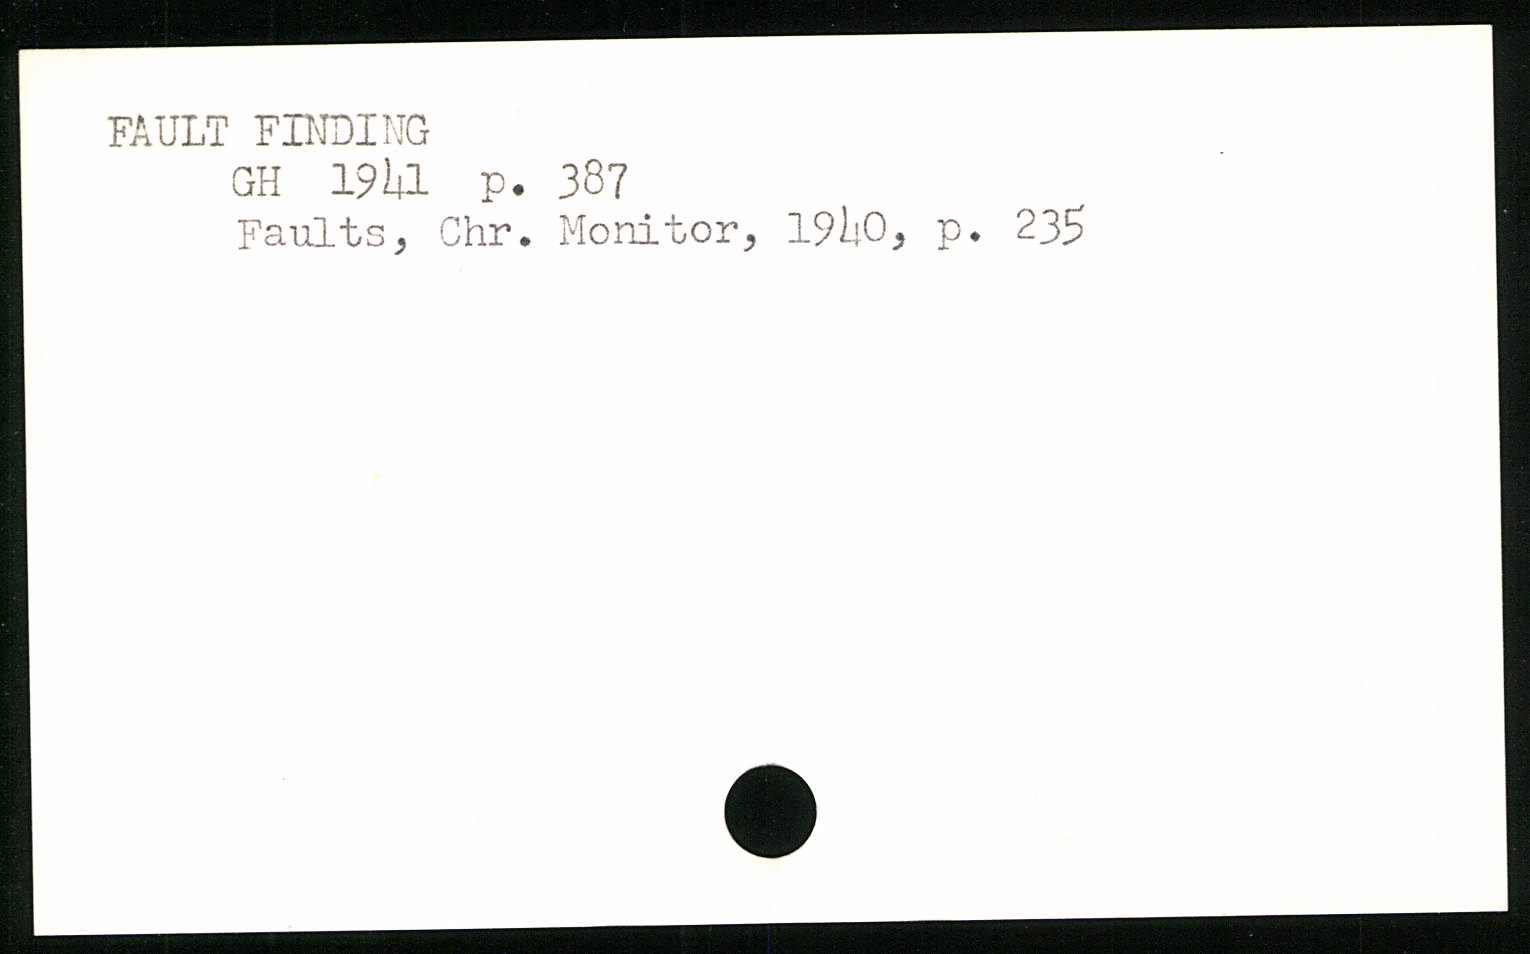 FAULT FINDING
GH 1941 p. 387
Faults, Chr. Monitor, 1940, p. 235